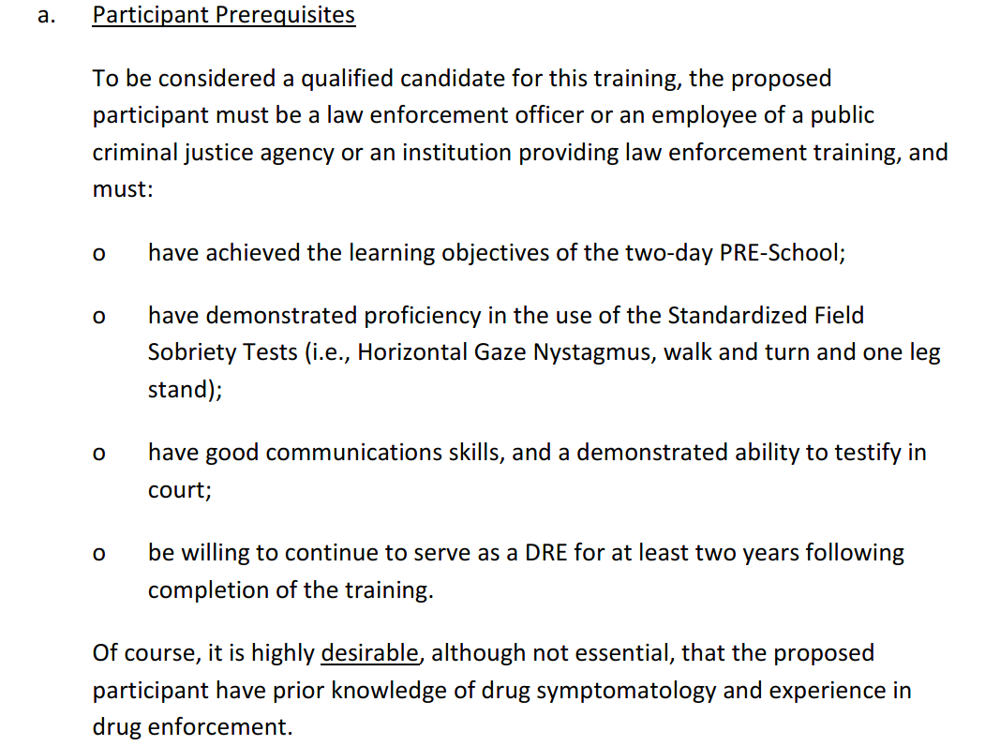 a. Participant Prerequisites
To be considered a qualified candidate for this training, the proposed
participant must be a law enforcement officer or an employee of a public
criminal justice agency or an institution providing law enforcement training, and
must:
o have achieved the learning objectives of the two-day PRE-School;
o have demonstrated proficiency in the use of the Standardized Field
Sobriety Tests (i.e., Horizontal Gaze Nystagmus, walk and turn and one leg
stand);
o have good communications skills, and a demonstrated ability to testify in
court;
o be willing to continue to serve as a DRE for at least two years following
completion of the training.
Of course, it is highly desirable, although not essential, that the proposed
participant have prior knowledge of drug symptomatology and experience in
drug enforcement.